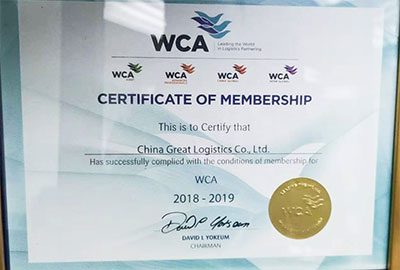 WCA
Leading the World
in Logistics Partnering
WCA WCA WCA WCA
CERTIFICATE OF MEMBERSHIP
This is to Certify that
China Great Logistics Co., Ltd.
Has successfully complied with the conditions of membership for
WCA
2018 - 2019
DAVID L YOKEUM
CHAIRMAN
WCA